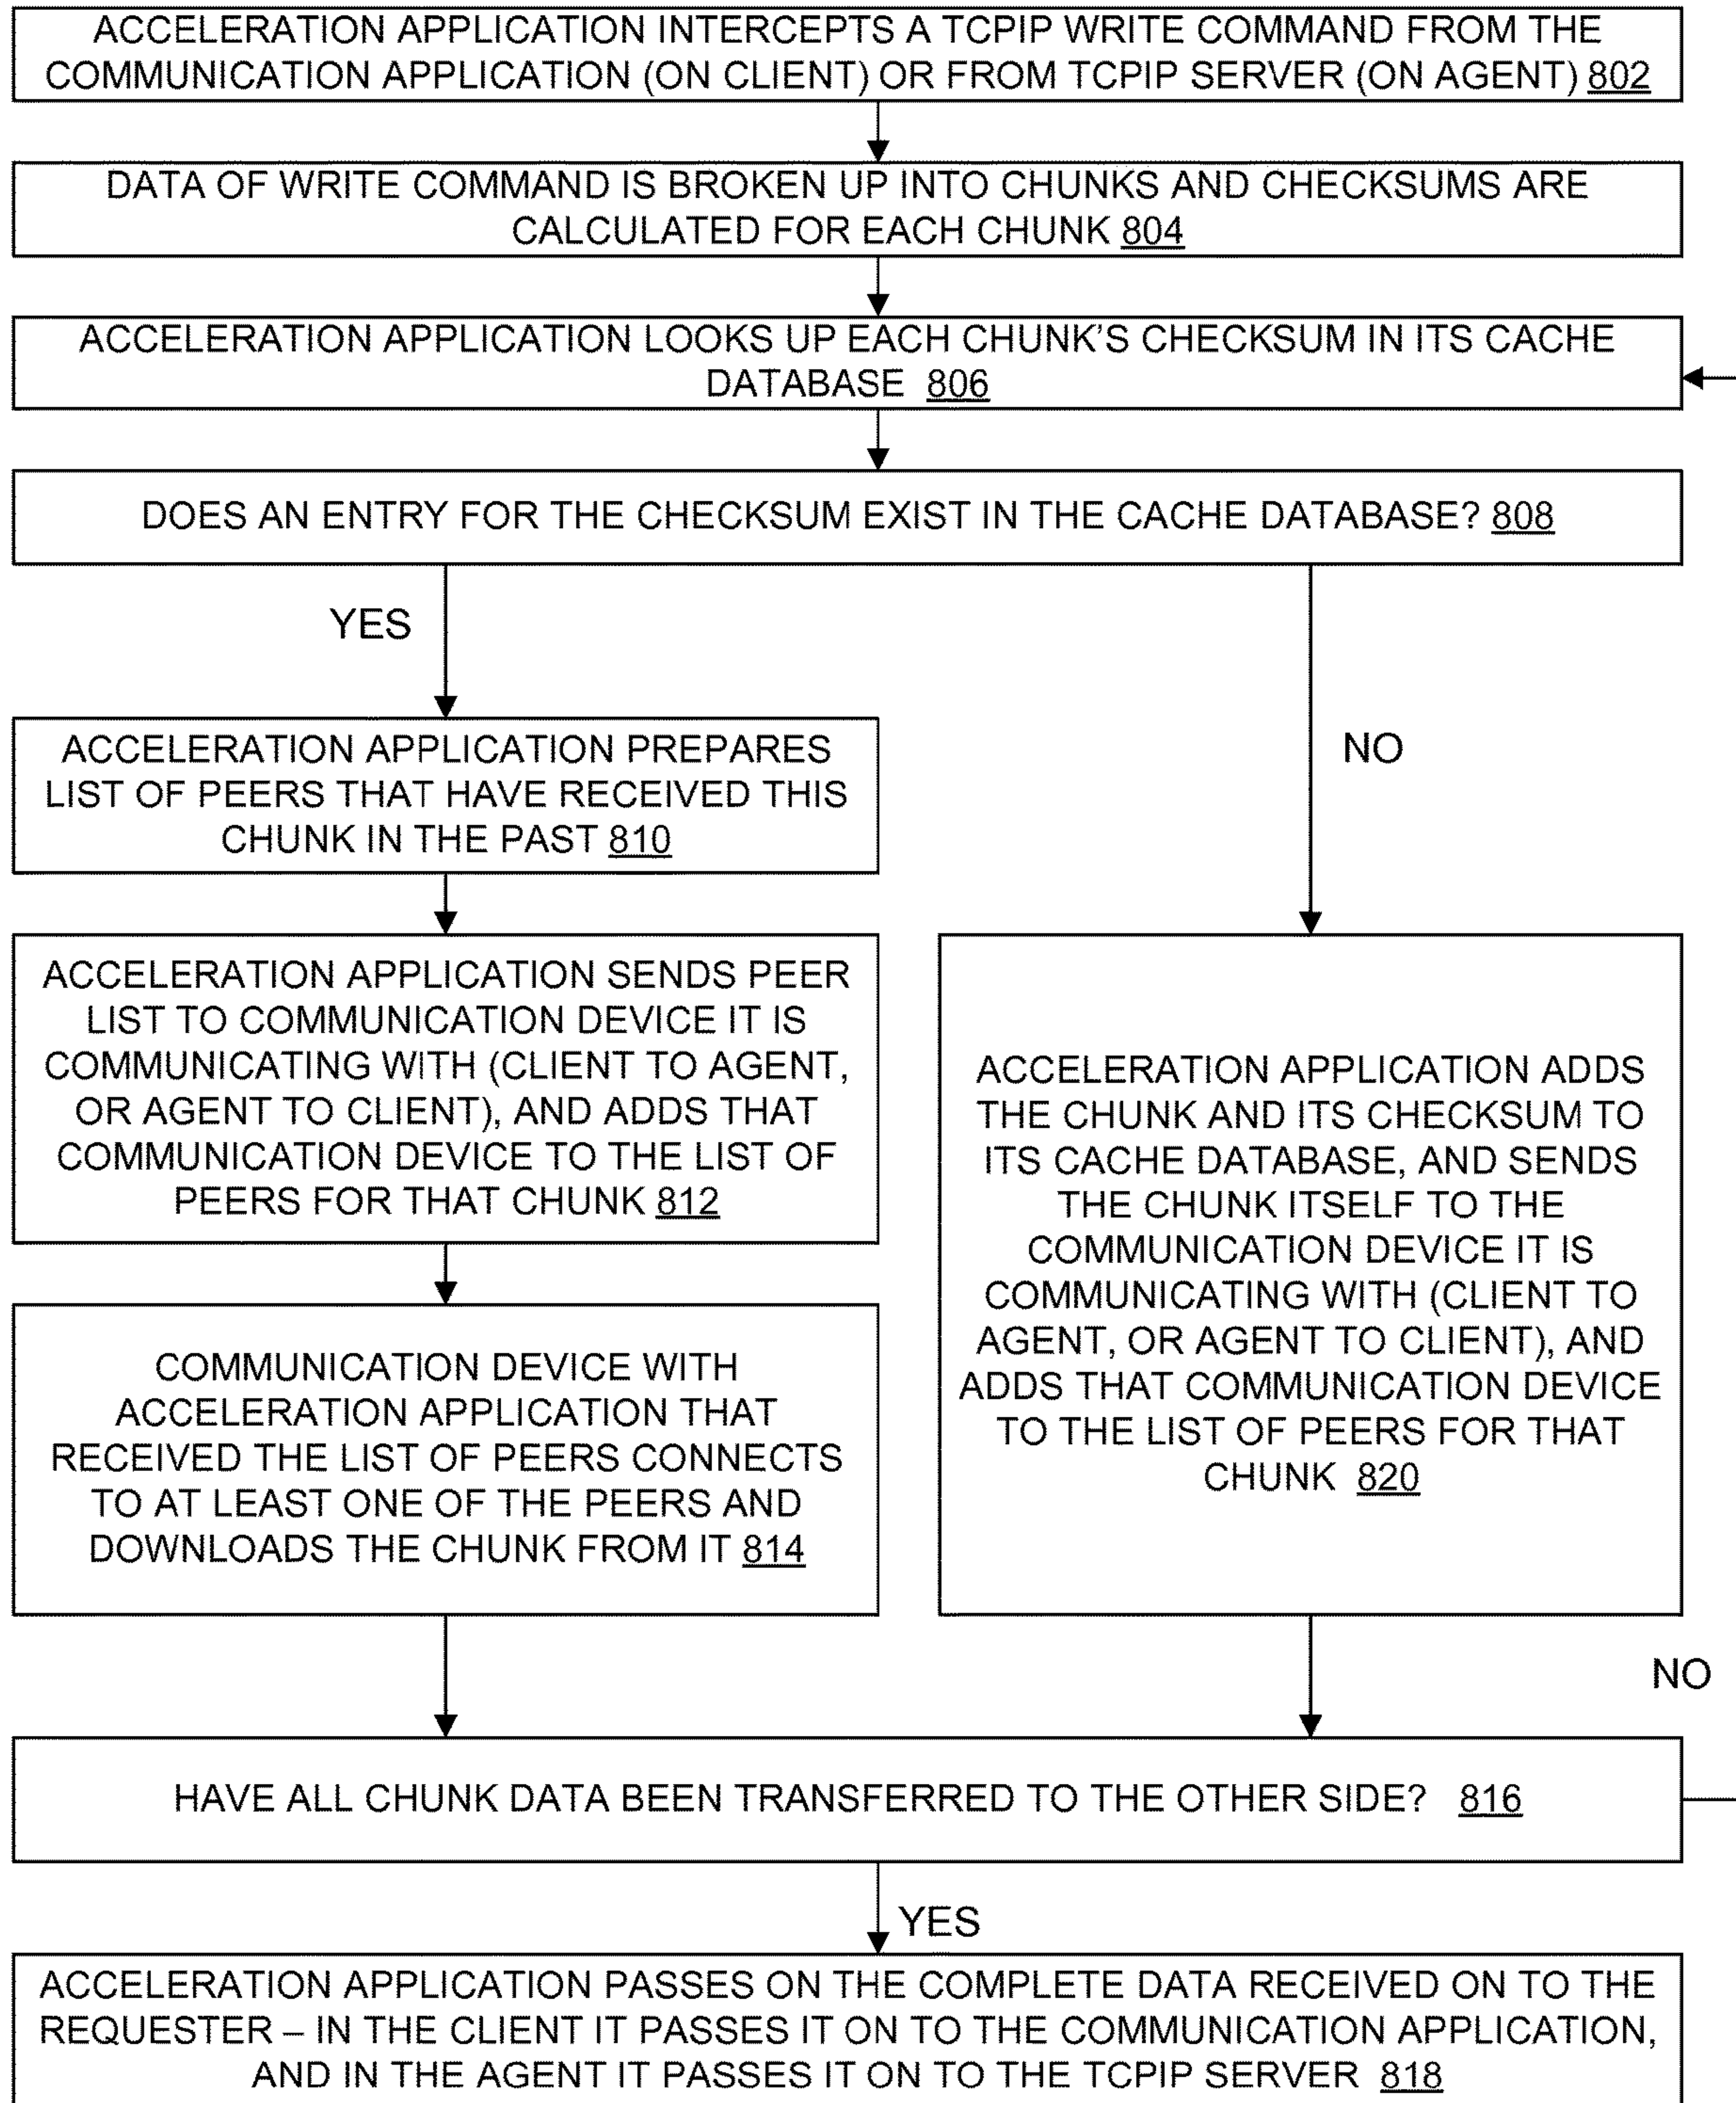 ACCELERATION APPLICATION INTERCEPTS A TCPIP WRITE COMMAND FROM THE
COMMUNICATION APPLICATION (ON CLIENT) OR FROM TCPIP SERVER (ON AGENT) 802
DATA OF WRITE COMMAND IS BROKEN UP INTO CHUNKS AND CHECKSUMS ARE
CALCULATED FOR EACH CHUNK 804
ACCELERATION APPLICATION LOOKS UP EACH CHUNK'S CHECKSUM IN ITS CACHE
DATABASE 806
DOES AN ENTRY FOR THE CHECKSUM EXIST IN THE CACHE DATABASE? 808
YES
NO
ACCELERATION APPLICATION PREPARES
LIST OF PEERS THAT HAVE RECEIVED THIS
CHUNK IN THE PAST 810
ACCELERATION APPLICATION SENDS PEER
LIST TO COMMUNICATION DEVICE IT IS
COMMUNICATING WITH (CLIENT TO AGENT,
OR AGENT TO CLIENT), AND ADDS THAT
COMMUNICATION DEVICE TO THE LIST OF
PEERS FOR THAT CHUNK 812
COMMUNICATION DEVICE WITH
ACCELERATION APPLICATION THAT
RECEIVED THE LIST OF PEERS CONNECTS
TO AT LEAST ONE OF THE PEERS AND
DOWNLOADS THE CHUNK FROM IT 814
ACCELERATION APPLICATION ADDS
THE CHUNK AND ITS CHECKSUM TO
ITS CACHE DATABASE, AND SENDS
THE CHUNK ITSELF TO THE
COMMUNICATION DEVICE IT IS
COMMUNICATING WITH (CLIENT TO
AGENT, OR AGENT TO CLIENT), AND
ADDS THAT COMMUNICATION DEVICE
TO THE LIST OF PEERS FOR THAT
CHUNK 820
NO
HAVE ALL CHUNK DATA BEEN TRANSFERRED TO THE OTHER SIDE? 816
YES
ACCELERATION APPLICATION PASSES ON THE COMPLETE DATA RECEIVED ON TO THE
REQUESTER – IN THE CLIENT IT PASSES IT ON TO THE COMMUNICATION APPLICATION,
AND IN THE AGENT IT PASSES IT ON TO THE TCPIP SERVER 818